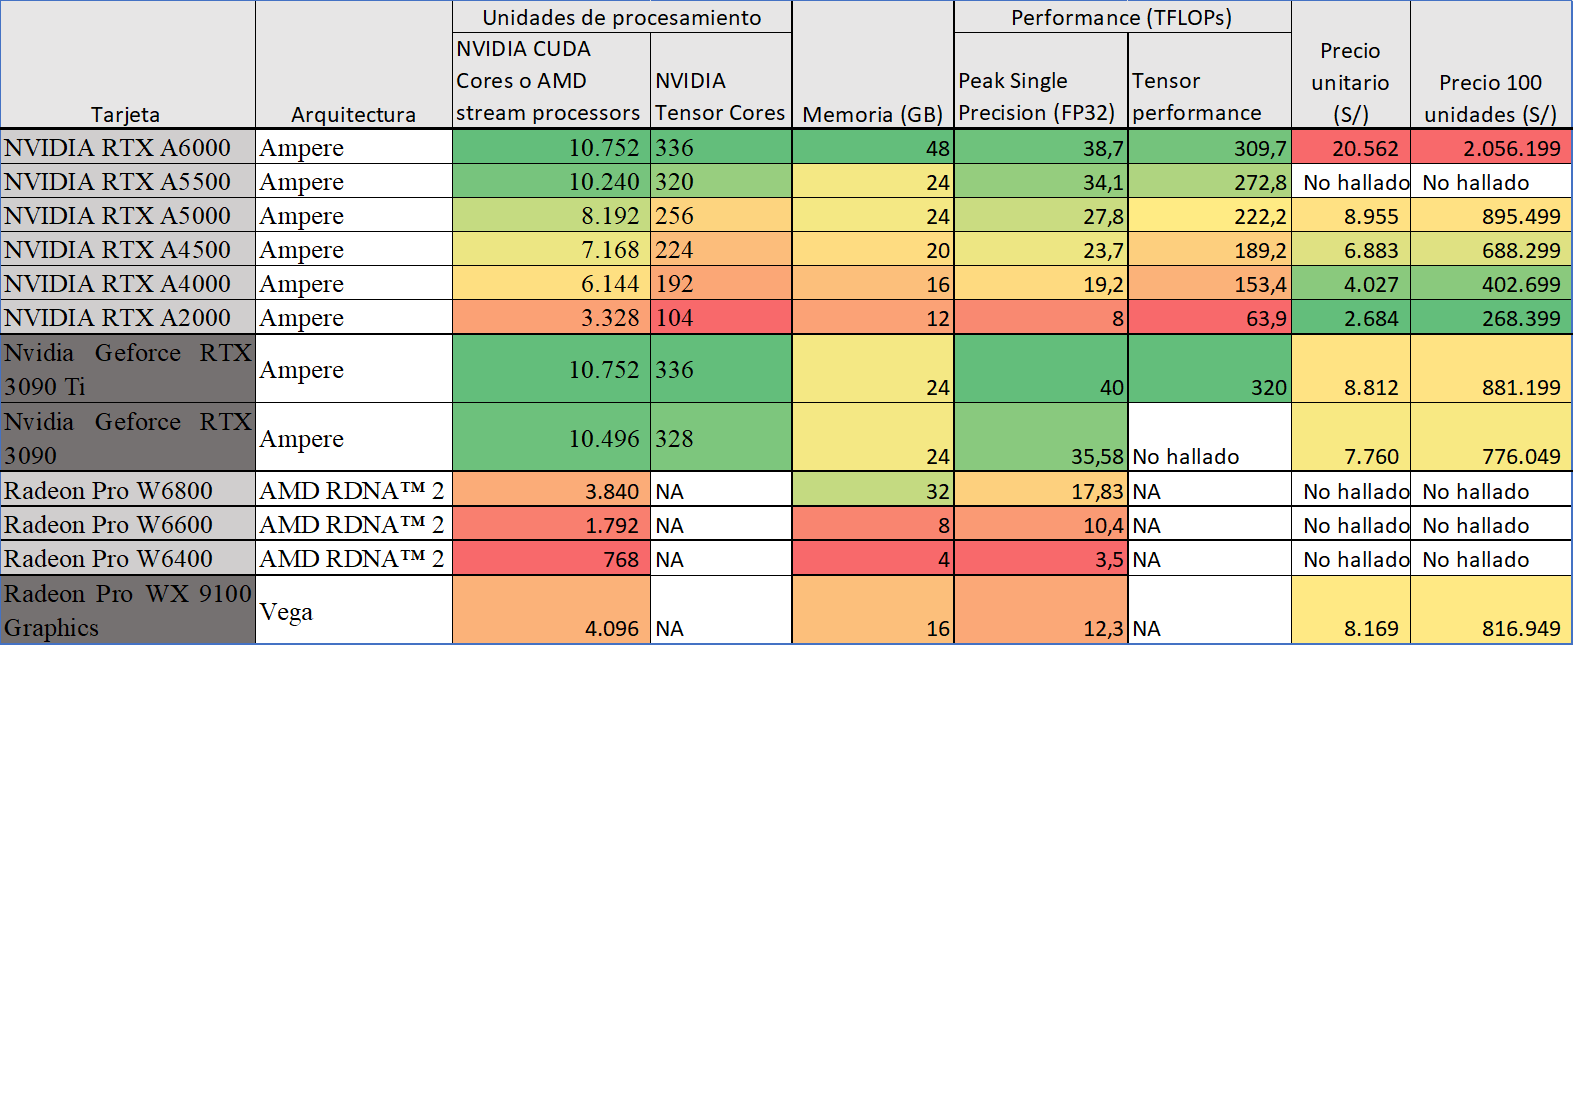 Unidades de procesamiento Performance (TFLOPs)
Tarjeta Arquitectura NVIDIA CUDA Cores o AMD stream processors NVIDIA Tensor Cores Memoria (GB) Peak Single Precision (FP32) Tensor performance Precio unitario (S/) Precio 100 unidades (S/)
NVIDIA RTX A6000 Ampere 10.752 336 48 38,7 309,7 20.562 2.056.199
NVIDIA RTX A5500 Ampere 10.240 320 24 34,1 272,8 No hallado No hallado
NVIDIA RTX A5000 Ampere 8.192 256 24 27,8 222,2 8.955 895.499
NVIDIA RTX A4500 Ampere 7.168 224 20 23,7 189,2 6.883 688.299
NVIDIA RTX A4000 Ampere 6.144 192 16 19,2 153,4 4.027 402.699
NVIDIA RTX A2000 Ampere 3.328 104 12 8 63,9 2.684 268.399
Nvidia Geforce RTX 3090 Ti Ampere 10.752 336 24 40 320 8.812 881.199
Nvidia Geforce RTX 3090 Ampere 10.496 328 24 35,58 No hallado 7.760 776.049
Radeon Pro W6800 AMD RDNA™ 2 3.840 NA 32 17,83 NA No hallado No hallado
Radeon Pro W6600 AMD RDNA™ 2 1.792 NA 8 10,4 NA No hallado No hallado
Radeon Pro W6400 AMD RDNA™ 2 768 NA 4 3,5 NA No hallado No hallado
Radeon Pro WX 9100 Graphics Vega 4.096 NA 16 12,3 NA 8.169 816.949